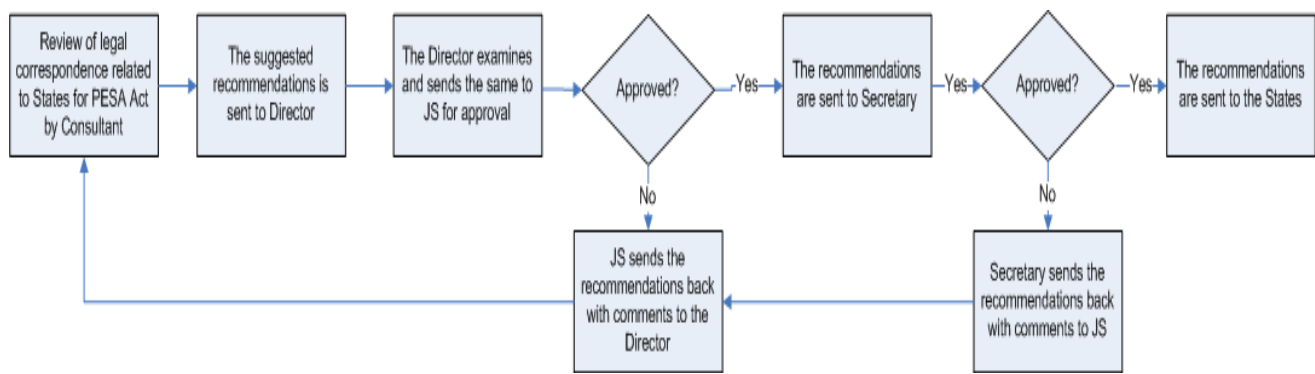 Review of legal
correspondence related
to States for PESA Act
by Consultant
The suggested
recommendations is
sent to Director
The Director examines
and sends the same to
JS for approval
Approved?
Yes
The recommendations
are sent to Secretary
Yes
Approved?
Yes
The recommendations
are sent to the States
No
No
JS sends the
recommendations back
with comments to the
Director
Secretary sends the
recommendations back
with comments to JS